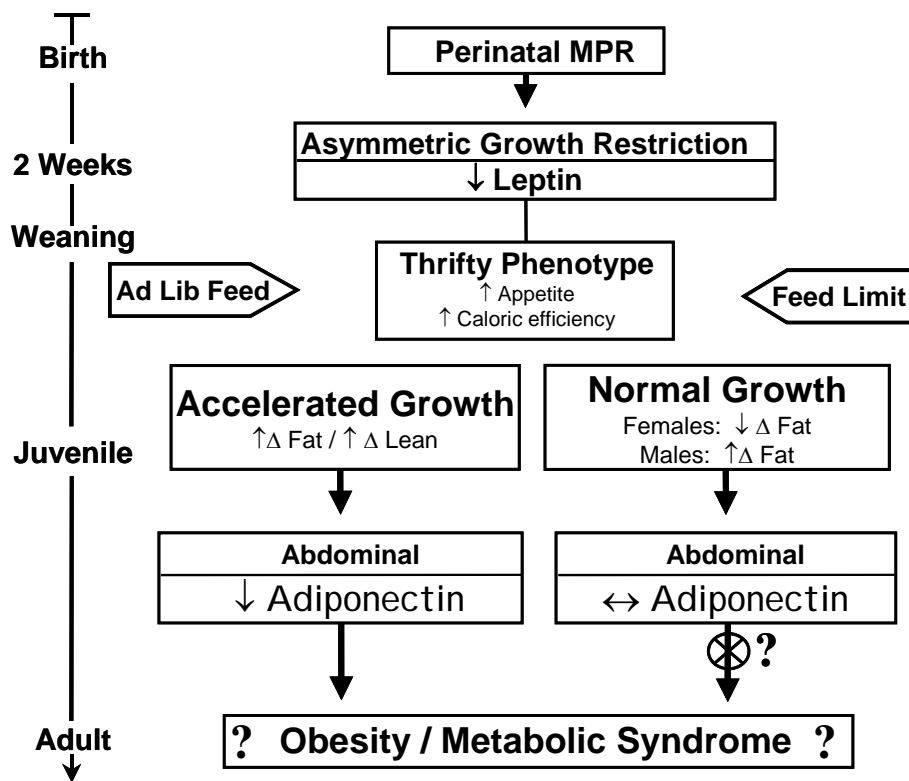 Birth
Perinatal MPR
Asymmetric Growth Restriction
2 Weeks
↓ Leptin
Weaning
Thrifty Phenotype
↑ Appetite
↑ Caloric efficiency
Ad Lib Feed
Feed Limit
Accelerated Growth
↑Δ Fat / ↑ Δ Lean
Normal Growth
Females: ↓ Δ Fat
Males: ↑Δ Fat
Juvenile
Abdominal
↓ Adiponectin
Abdominal
↔ Adiponectin
?
Adult
? Obesity / Metabolic Syndrome ?